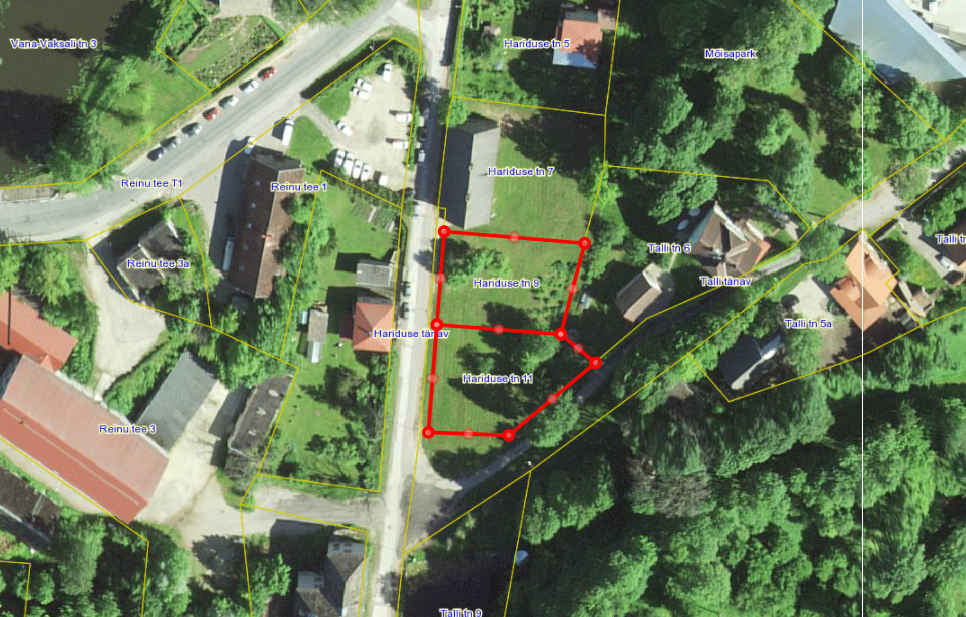 Vana-Vaksali tn 3
Hariduse tn 5
Mõisapark
Hariduse tn 7
Reinu tee T1
Reinu tee 1
Talli tn 6
Talli tn
Reinu tee 3a
Hariduse tn 9
Talli tänav
Talli tn 5a
Hariduse tänav
Hariduse tn 11
Reinu tee 3
Talli tn 9